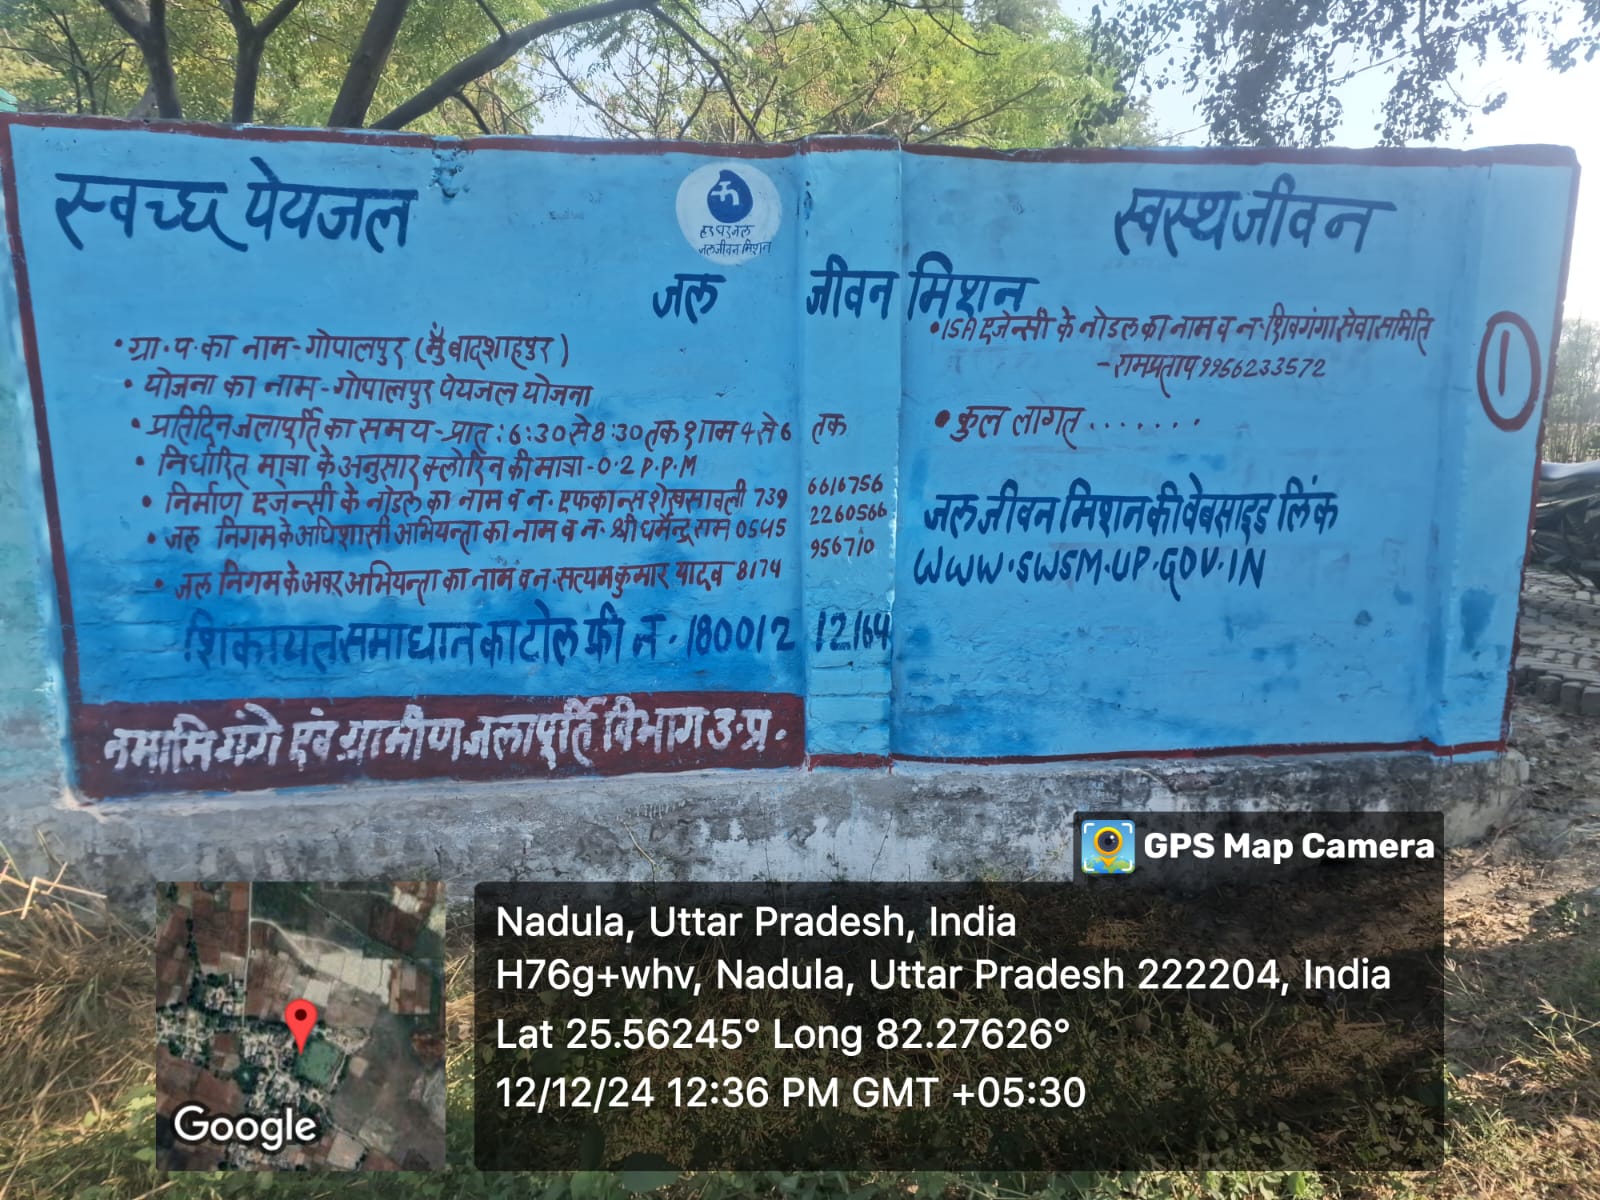 स्वच्छ पेयजल
स्वस्थ जीवन
हर घर जल
जल जीवन मिशन
जल जीवन मिशन
• ग्रा. प. का नाम - गोपालपुर (मुँ बादशाहपुर)
• योजना का नाम - गोपालपुर पेयजल योजना
• प्रतिदिन जलापूर्ति का समय - प्रात: 6:30 से 8:30 तक शाम 4 से 6 तक
• निर्धारित मात्रा के अनुसार क्लोरिन की मात्रा - 0.2 P.P.M
• निर्माण एजेन्सी के नोडल का नाम व न. एफकान्स शेख सावली 739 6616756
• जल निगम के अधिशासी अभियन्ता का नाम व न. श्री धर्मेन्द्र राम 0545 2260566
• जल निगम के अवर अभियन्ता का नाम व न. सत्यम कुमार यादव 8174 956710
शिकायत समाधान का टोल फ्री न. 180012 12164
नमामि गंगे एंव ग्रामीण जलापूर्ति विभाग उ.प्र.
• ISA एजेन्सी के नोडल का नाम व न. शिवगंगा सेवा समिति
- रामप्रताप 9956233572
• कुल लागत .......
जल जीवन मिशन की वेबसाइड लिंक
WWW.SWSM.UP.GOV.IN
1
GPS Map Camera
Nadula, Uttar Pradesh, India
H76g+whv, Nadula, Uttar Pradesh 222204, India
Lat 25.56245° Long 82.27626°
12/12/24 12:36 PM GMT +05:30
Google